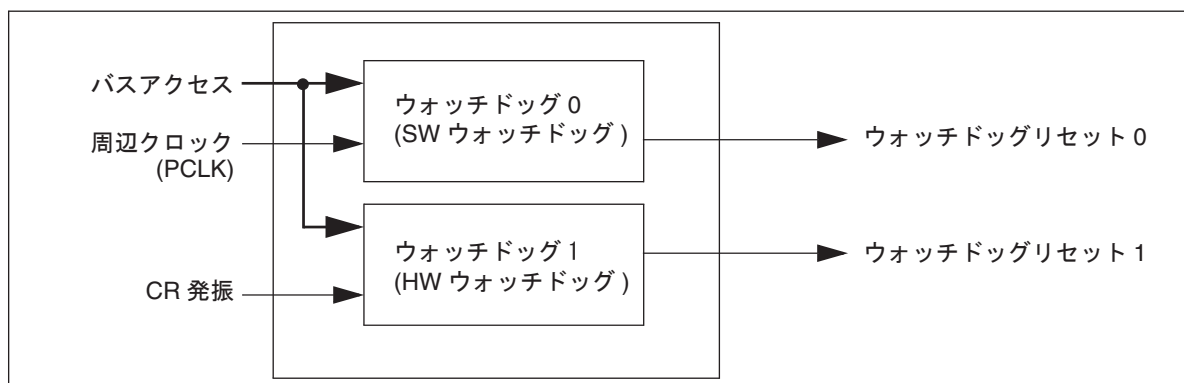 バスアクセス
周辺クロック
(PCLK)
ウォッチドッグ 0
(SW ウォッチドッグ )
ウォッチドッグリセット 0
ウォッチドッグ 1
(HW ウォッチドッグ )
ウォッチドッグリセット 1
CR 発振